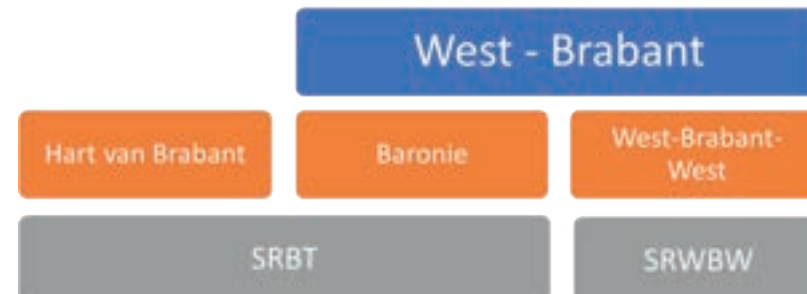 West - Brabant
Hart van Brabant
Baronie
West-Brabant-
West
SRBT
SRWBW